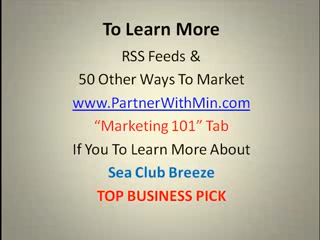 To Learn More
RSS Feeds &
50 Other Ways To Market
www.PartnerWithMin.com
“Marketing 101” Tab
If You To Learn More About
Sea Club Breeze
TOP BUSINESS PICK